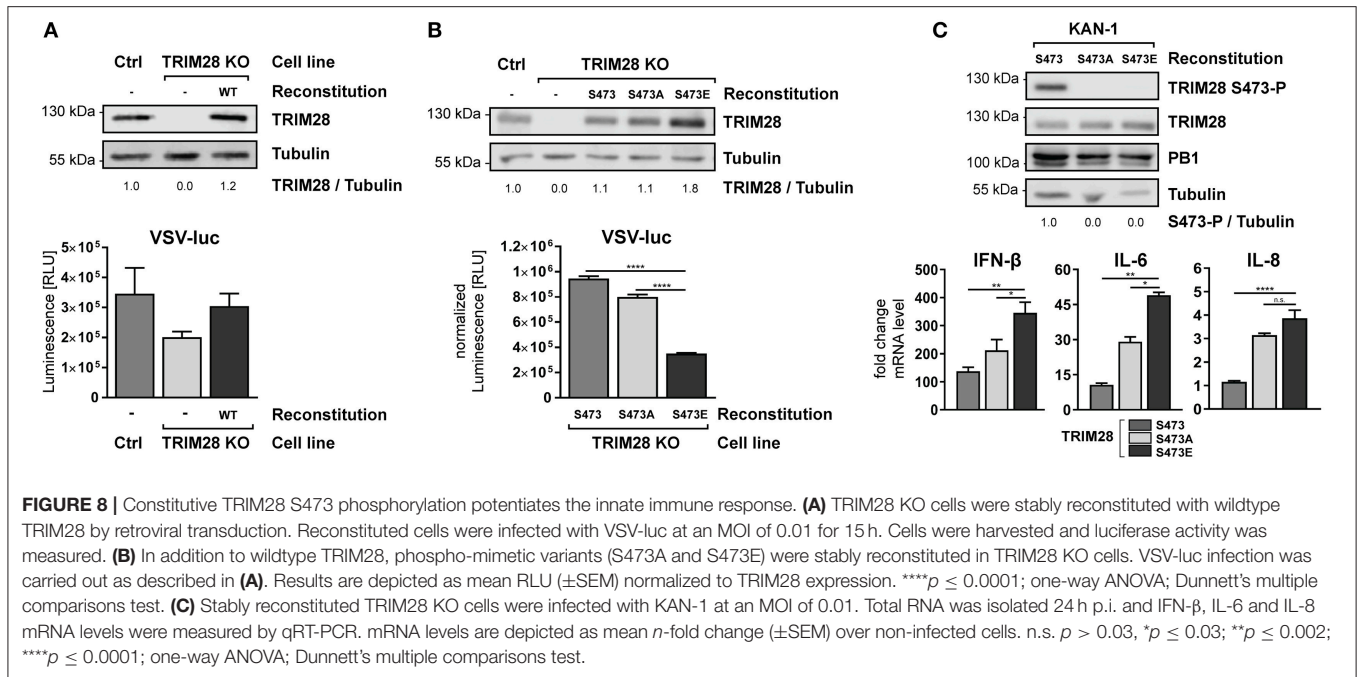 A
Ctrl TRIM28 KO Cell line
- - WT Reconstitution
130 kDa TRIM28
55 kDa Tubulin
1.0 0.0 1.2 TRIM28 / Tubulin
VSV-luc
Luminescence [RLU]
5×10⁵
4×10⁵
3×10⁵
2×10⁵
1×10⁵
0
- - WT Reconstitution
Ctrl TRIM28 KO Cell line
B
Ctrl TRIM28 KO Cell line
- - S473 S473A S473E Reconstitution
130 kDa TRIM28
55 kDa Tubulin
1.0 0.0 1.1 1.1 1.8 TRIM28 / Tubulin
VSV-luc
normalized
Luminescence [RLU]
1.2×10⁶
1×10⁶
8×10⁵
6×10⁵
4×10⁵
2×10⁵
0
****
****
S473 S473A S473E Reconstitution
TRIM28 KO Cell line
C
KAN-1
S473 S473A S473E Reconstitution
130 kDa TRIM28 S473-P
130 kDa TRIM28
100 kDa PB1
55 kDa Tubulin
1.0 0.0 0.0 S473-P / Tubulin
fold change
mRNA level
IFN-β
500
400
300
200
100
0
**
*
IL-6
60
45
30
15
0
**
*
IL-8
6
5
4
3
2
1
0
****
n.s.
TRIM28
S473
S473A
S473E
FIGURE 8 | Constitutive TRIM28 S473 phosphorylation potentiates the innate immune response. (A) TRIM28 KO cells were stably reconstituted with wildtype
TRIM28 by retroviral transduction. Reconstituted cells were infected with VSV-luc at an MOI of 0.01 for 15 h. Cells were harvested and luciferase activity was
measured. (B) In addition to wildtype TRIM28, phospho-mimetic variants (S473A and S473E) were stably reconstituted in TRIM28 KO cells. VSV-luc infection was
carried out as described in (A). Results are depicted as mean RLU (±SEM) normalized to TRIM28 expression. ****p ≤ 0.0001; one-way ANOVA; Dunnett's multiple
comparisons test. (C) Stably reconstituted TRIM28 KO cells were infected with KAN-1 at an MOI of 0.01. Total RNA was isolated 24 h p.i. and IFN-β, IL-6 and IL-8
mRNA levels were measured by qRT-PCR. mRNA levels are depicted as mean n-fold change (±SEM) over non-infected cells. n.s. p > 0.03, *p ≤ 0.03; **p ≤ 0.002;
****p ≤ 0.0001; one-way ANOVA; Dunnett's multiple comparisons test.